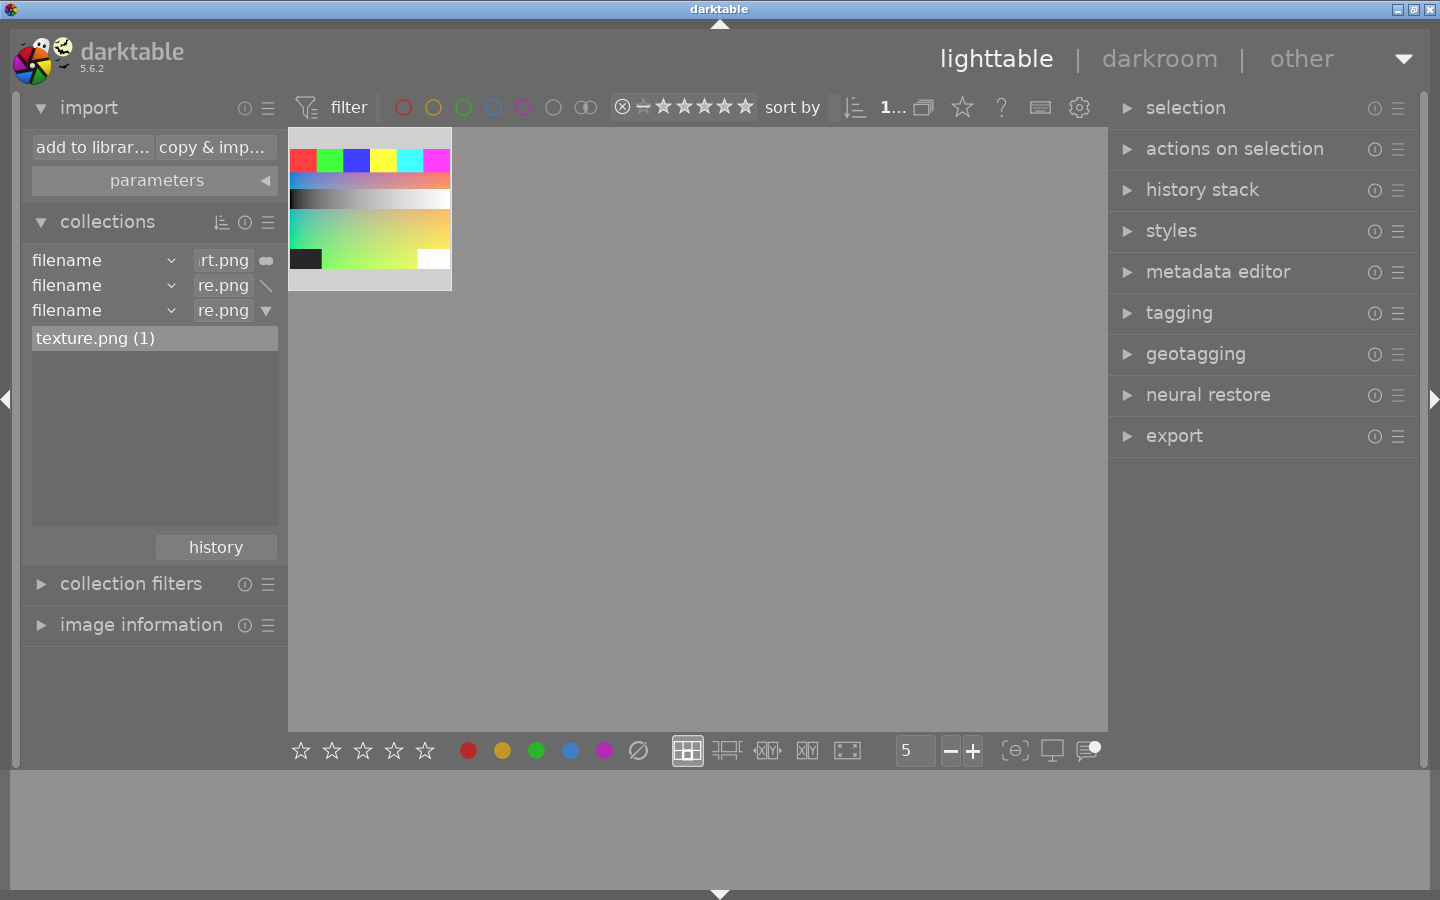 darktable
darktable
5.6.2
lighttable | darkroom | other
import
add to librar... copy & imp...
parameters
collections
filename rt.png
filename re.png
filename re.png
texture.png (1)
history
collection filters
image information
filter
sort by
1...
5
selection
actions on selection
history stack
styles
metadata editor
tagging
geotagging
neural restore
export